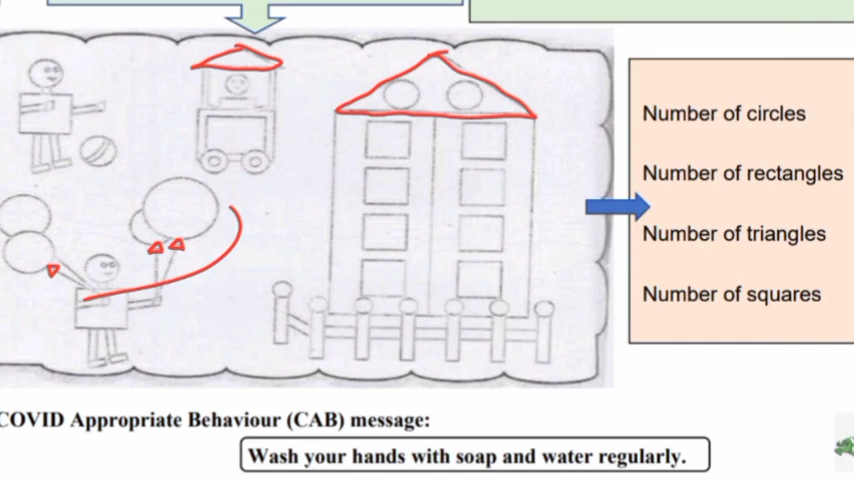 Number of circles
Number of rectangles
Number of triangles
Number of squares
COVID Appropriate Behaviour (CAB) message:
Wash your hands with soap and water regularly.